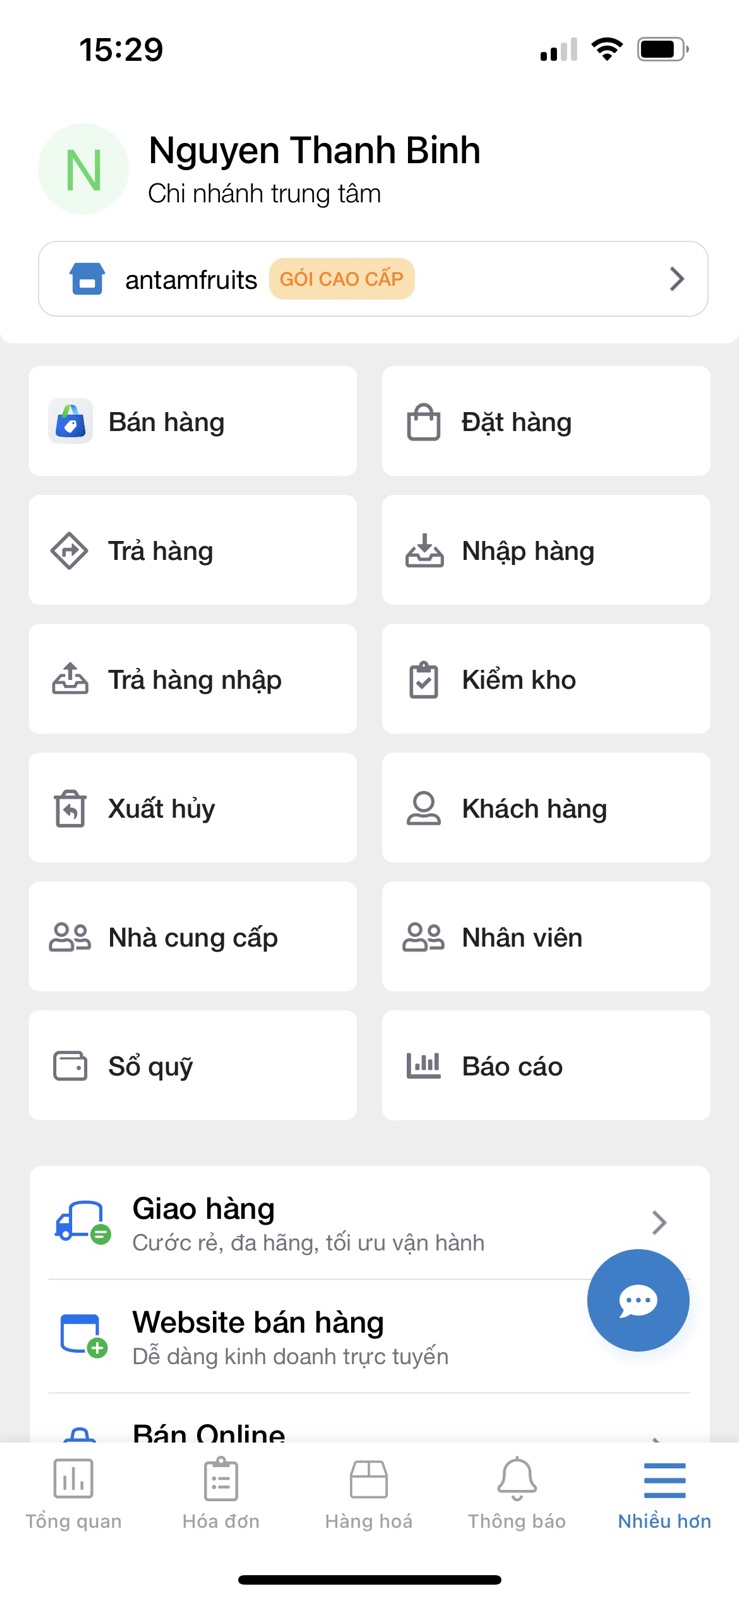 15:29
N
Nguyen Thanh Binh
Chi nhánh trung tâm
antamfruits GÓI CAO CẤP
Bán hàng
Đặt hàng
Trả hàng
Nhập hàng
Trả hàng nhập
Kiểm kho
Xuất hủy
Khách hàng
Nhà cung cấp
Nhân viên
Sổ quỹ
Báo cáo
Giao hàng
Cước rẻ, đa hãng, tối ưu vận hành
Website bán hàng
Dễ dàng kinh doanh trực tuyến
Bán Online
Tổng quan
Hóa đơn
Hàng hoá
Thông báo
Nhiều hơn